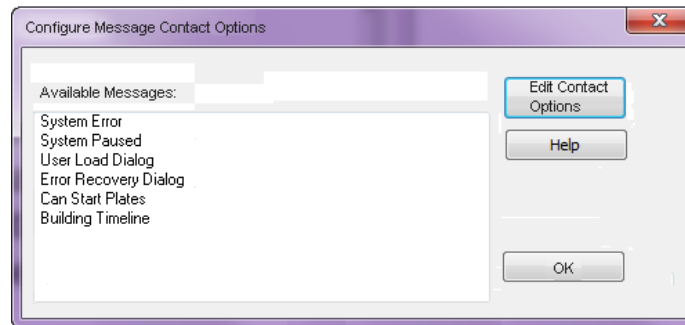 Configure Message Contact Options
Available Messages:
Edit Contact
Options
System Error
System Paused
User Load Dialog
Error Recovery Dialog
Can Start Plates
Building Timeline
Help
OK